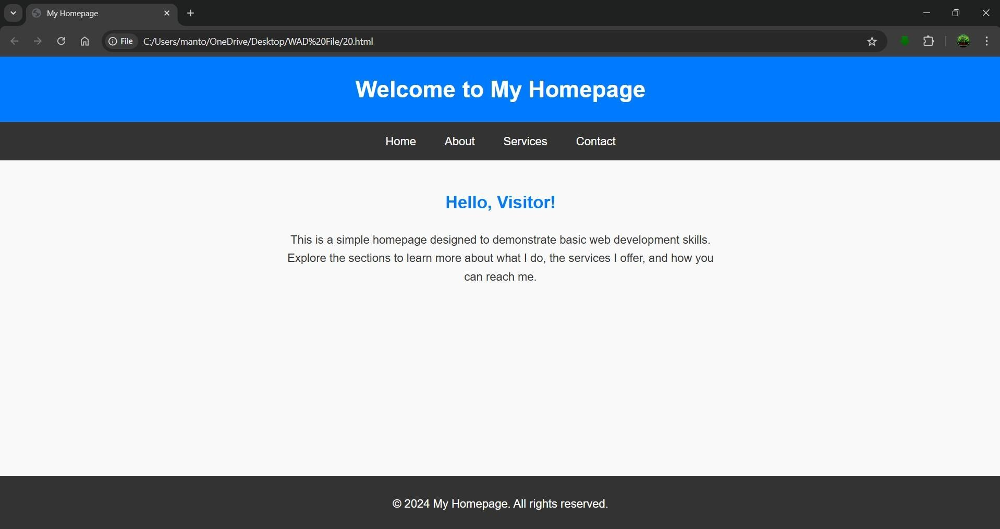 My Homepage
File
C:/Users/manto/OneDrive/Desktop/WAD%20File/20.html
Welcome to My Homepage
Home About Services Contact
Hello, Visitor!
This is a simple homepage designed to demonstrate basic web development skills.
Explore the sections to learn more about what I do, the services I offer, and how you
can reach me.
© 2024 My Homepage. All rights reserved.